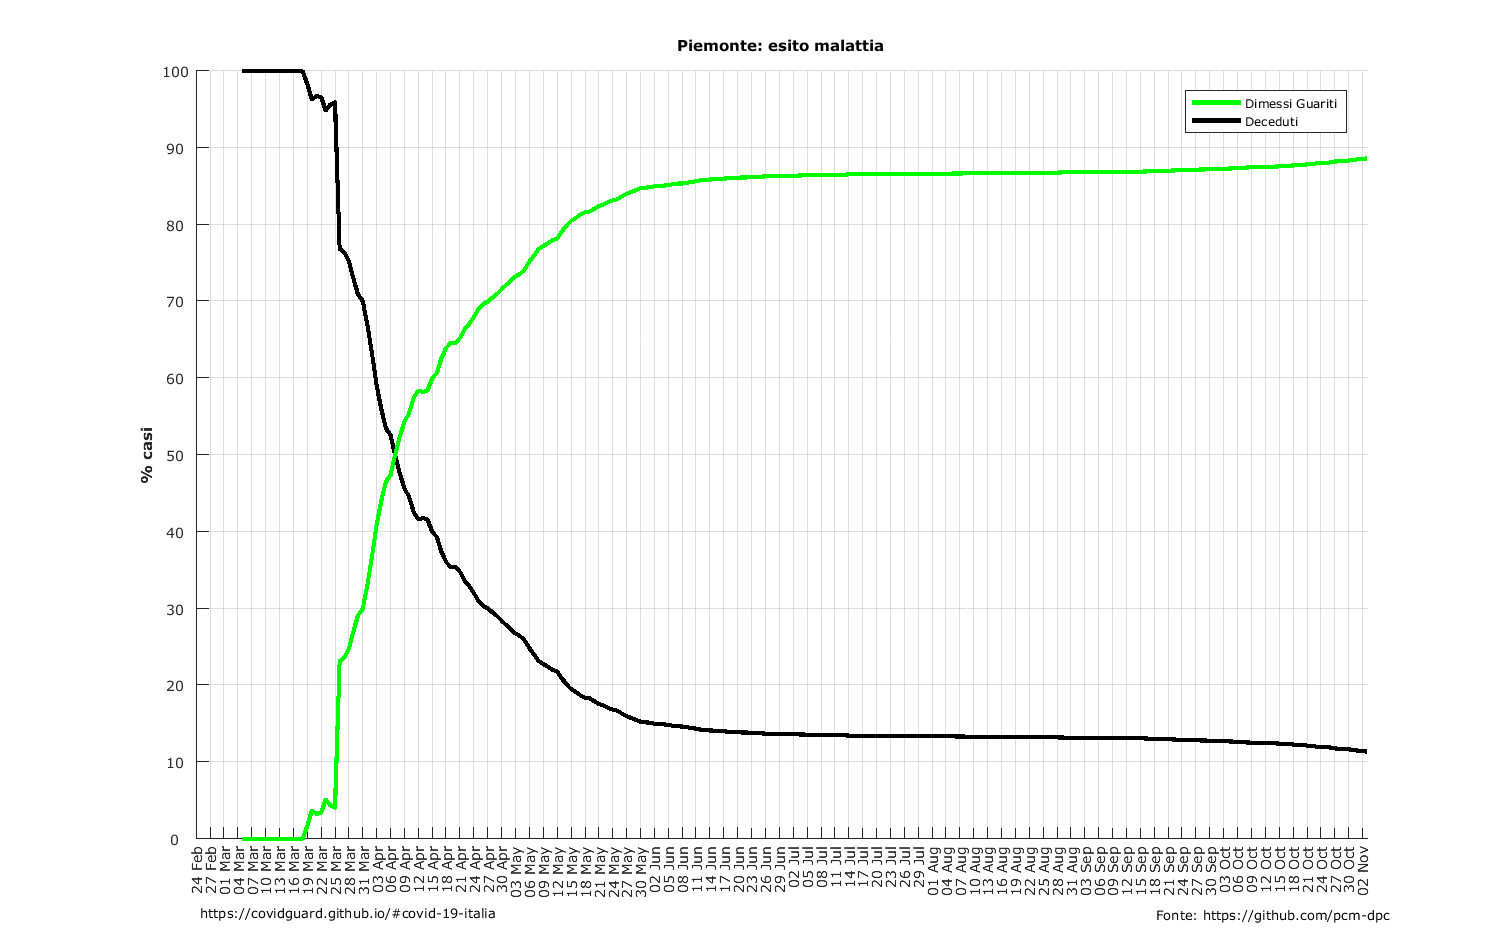 Piemonte: esito malattia
Dimessi Guariti
Deceduti
% casi
100
90
80
70
60
50
40
30
20
10
0
24 Feb
27 Feb
01 Mar
04 Mar
07 Mar
10 Mar
13 Mar
16 Mar
19 Mar
22 Mar
25 Mar
28 Mar
31 Mar
03 Apr
06 Apr
09 Apr
12 Apr
15 Apr
18 Apr
21 Apr
24 Apr
27 Apr
30 Apr
03 May
06 May
09 May
12 May
15 May
18 May
21 May
24 May
27 May
30 May
02 Jun
05 Jun
08 Jun
11 Jun
14 Jun
17 Jun
20 Jun
23 Jun
26 Jun
29 Jun
02 Jul
05 Jul
08 Jul
11 Jul
14 Jul
17 Jul
20 Jul
23 Jul
26 Jul
29 Jul
01 Aug
04 Aug
07 Aug
10 Aug
13 Aug
16 Aug
19 Aug
22 Aug
25 Aug
28 Aug
31 Aug
03 Sep
06 Sep
09 Sep
12 Sep
15 Sep
18 Sep
21 Sep
24 Sep
27 Sep
30 Sep
03 Oct
06 Oct
09 Oct
12 Oct
15 Oct
18 Oct
21 Oct
24 Oct
27 Oct
30 Oct
02 Nov
https://covidguard.github.io/#covid-19-italia
Fonte: https://github.com/pcm-dpc